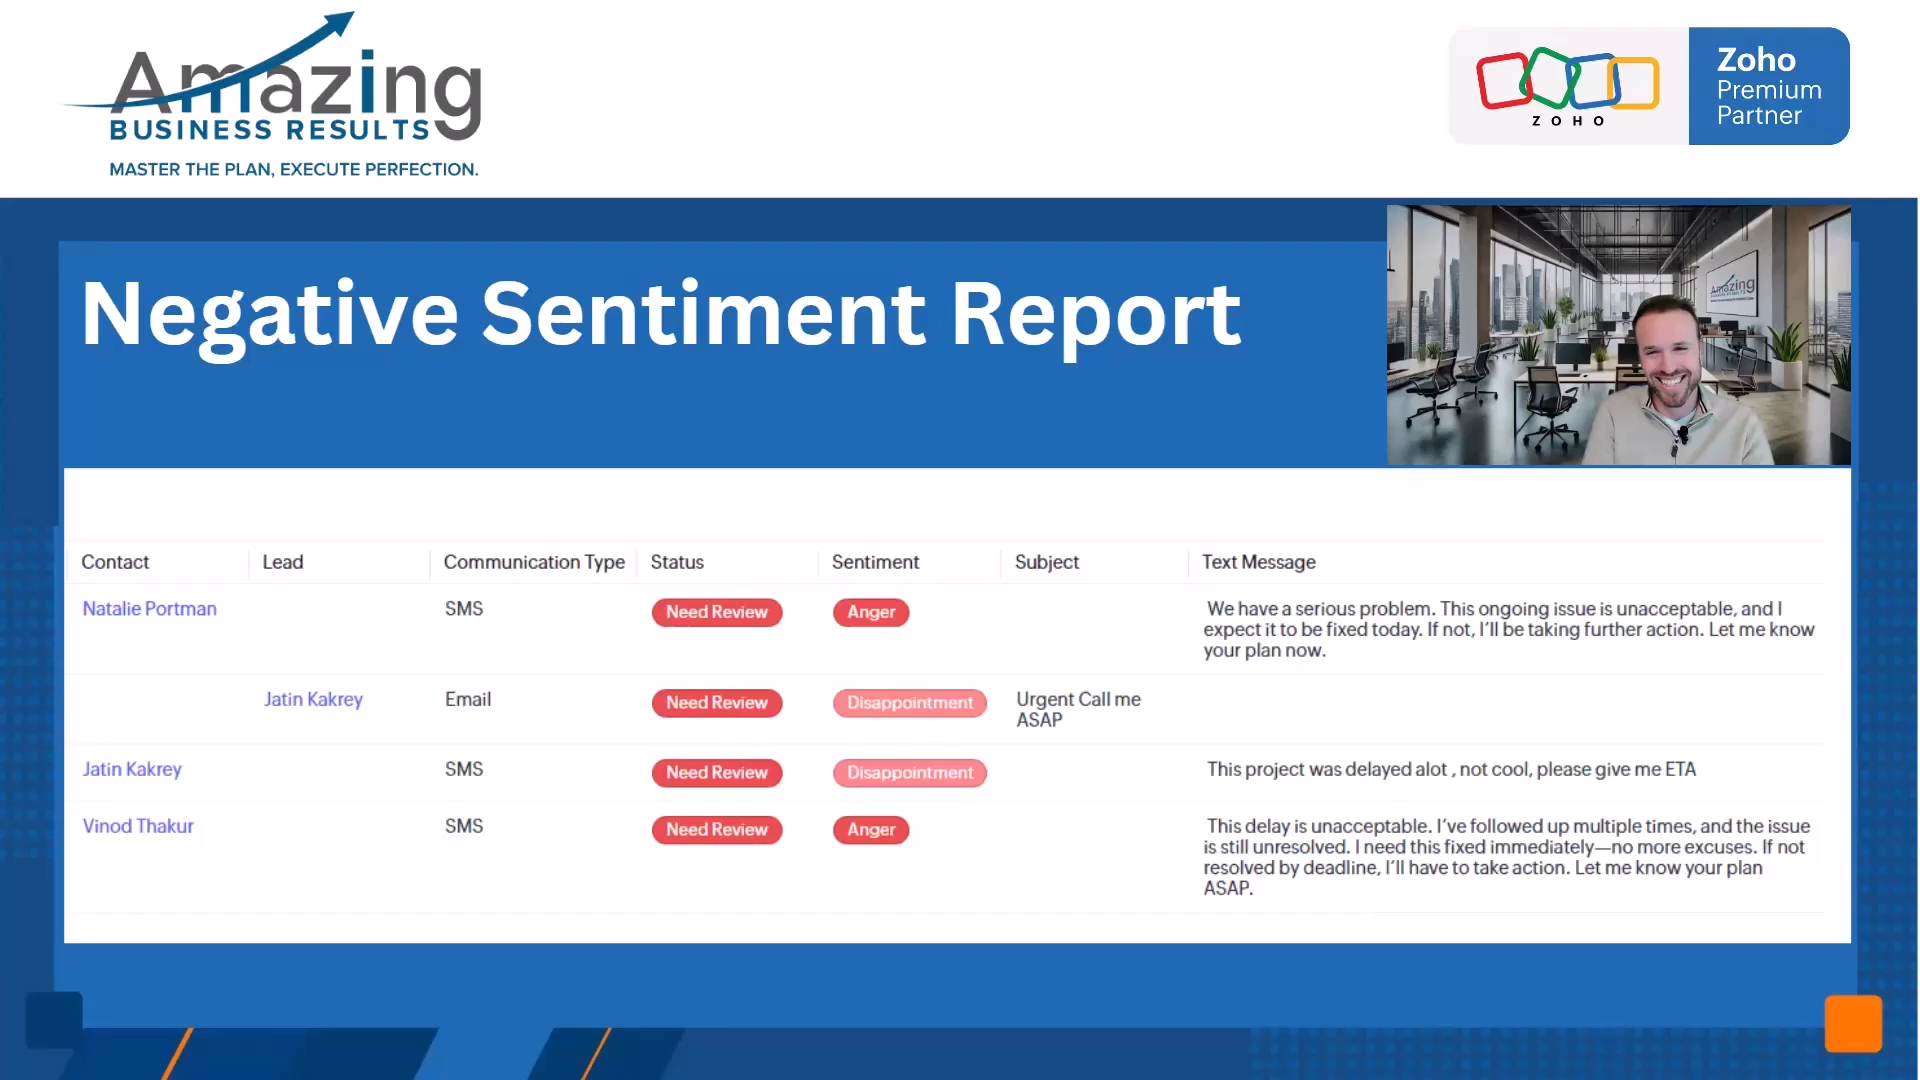 Amazing
BUSINESS RESULTS
MASTER THE PLAN, EXECUTE PERFECTION.
ZOHO
Zoho
Premium
Partner
Negative Sentiment Report
Amazing
Contact Lead Communication Type Status Sentiment Subject Text Message
Natalie Portman SMS Need Review Anger We have a serious problem. This ongoing issue is unacceptable, and I
expect it to be fixed today. If not, I’ll be taking further action. Let me know
your plan now.
Jatin Kakrey Email Need Review Disappointment Urgent Call me
ASAP
Jatin Kakrey SMS Need Review Disappointment This project was delayed alot , not cool, please give me ETA
Vinod Thakur SMS Need Review Anger This delay is unacceptable. I’ve followed up multiple times, and the issue
is still unresolved. I need this fixed immediately—no more excuses. If not
resolved by deadline, I’ll have to take action. Let me know your plan
ASAP.